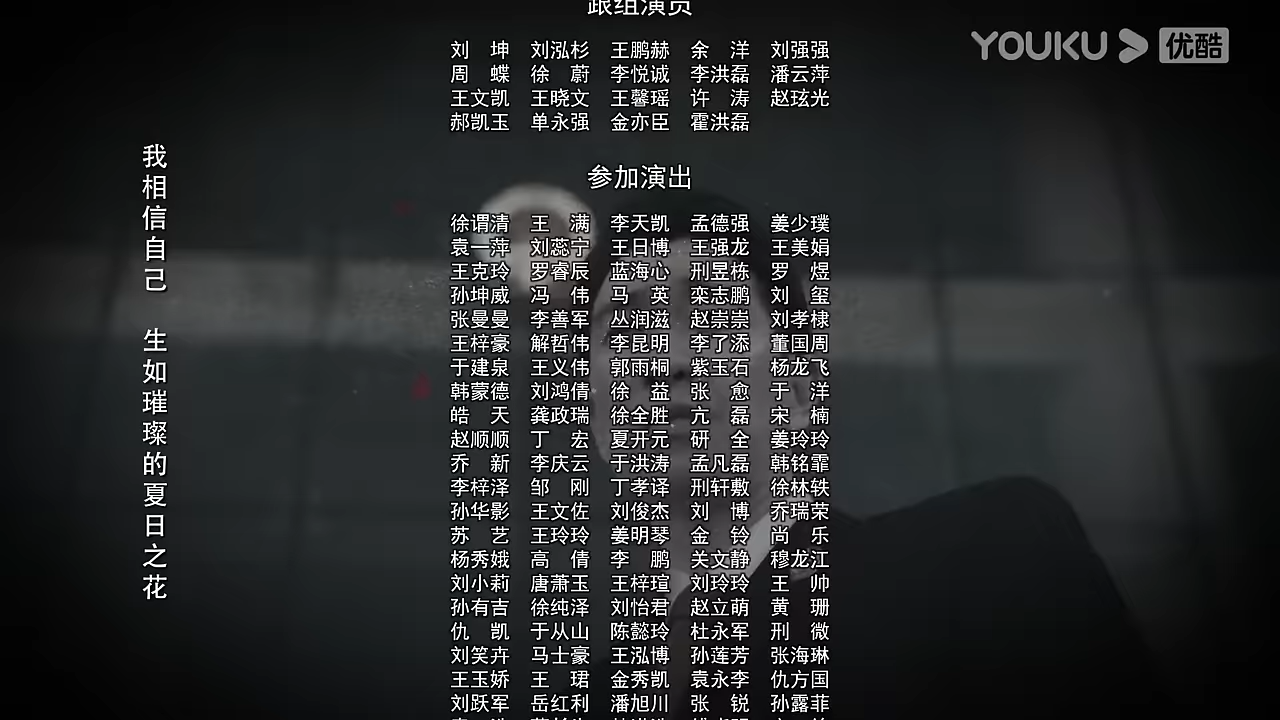 跟组演员
YOUKU 优酷
刘 坤 刘泓杉 王鹏赫 余 洋 刘强强
周 蝶 徐 蔚 李悦诚 李洪磊 潘云萍
王文凯 王晓文 王馨瑶 许 涛 赵玹光
郝凯玉 单永强 金亦臣 霍洪磊
参加演出
徐谓清 王 满 李天凯 孟德强 姜少璞
袁一萍 刘蕊宁 王日博 王强龙 王美娟
王克玲 罗睿辰 蓝海心 刑昱栋 罗 煜
孙坤威 冯 伟 马 英 栾志鹏 刘 玺
张曼曼 李善军 丛润滋 赵崇崇 刘孝棣
王梓豪 解哲伟 李昆明 李了添 董国周
于建泉 王义伟 郭雨桐 紫玉石 杨龙飞
韩蒙德 刘鸿倩 徐 益 张 愈 于 洋
皓 天 龚政瑞 徐全胜 亢 磊 宋 楠
赵顺顺 丁 宏 夏开元 研 全 姜玲玲
乔 新 李庆云 于洪涛 孟凡磊 韩铭霏
李梓泽 邹 刚 丁孝译 刑轩敷 徐林轶
孙华影 王文佐 刘俊杰 刘 博 乔瑞荣
苏 艺 王玲玲 姜明琴 金 铃 尚 乐
杨秀娥 高 倩 李 鹏 关文静 穆龙江
刘小莉 唐萧玉 王梓瑄 刘玲玲 王 帅
孙有吉 徐纯泽 刘怡君 赵立萌 黄 珊
仇 凯 于从山 陈懿玲 杜永军 刑 微
刘笑卉 马士豪 王泓博 孙莲芳 张海琳
王玉娇 王 珺 金秀凯 袁永李 仇方国
刘跃军 岳红利 潘旭川 张 锐 孙露菲
我相信自己 生如璀璨的夏日之花